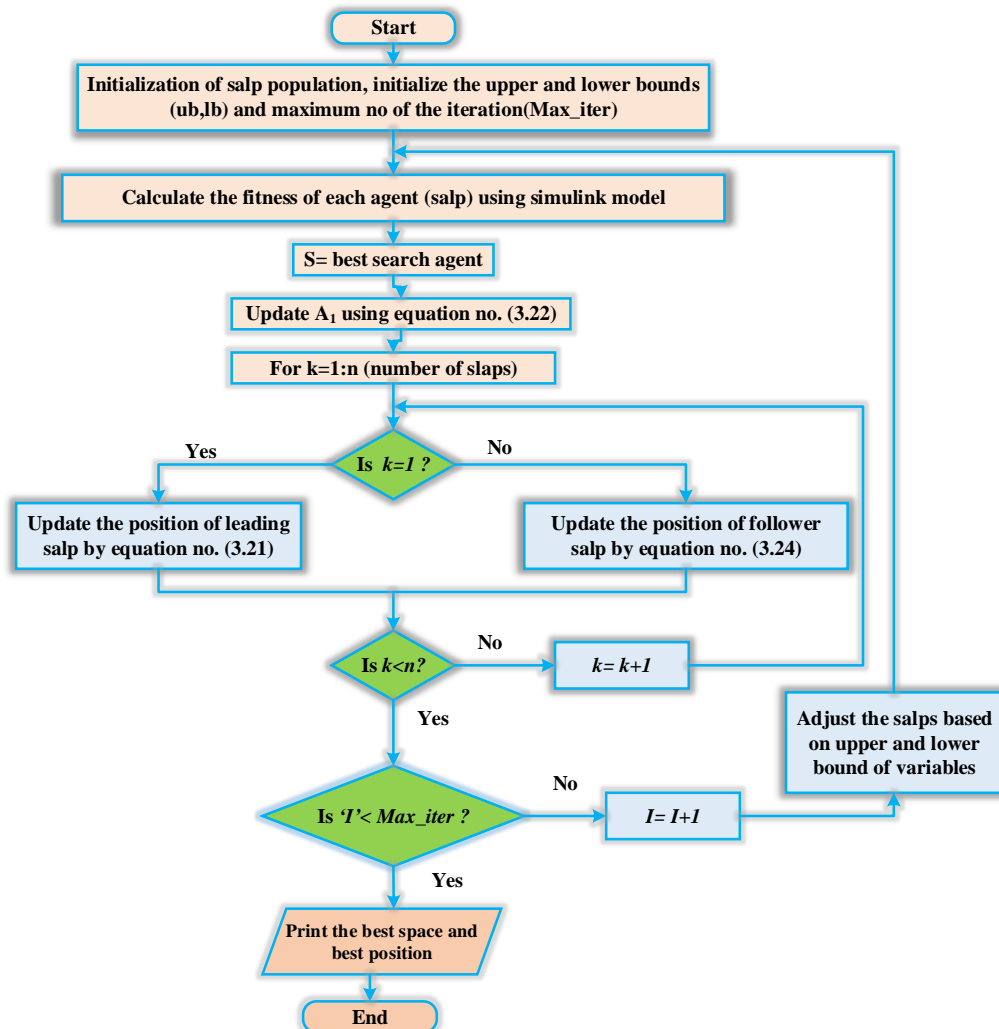 Start
Initialization of salp population, initialize the upper and lower bounds
(ub,lb) and maximum no of the iteration(Max_iter)
Calculate the fitness of each agent (salp) using simulink model
S= best search agent
Update A₁ using equation no. (3.22)
For k=1:n (number of slaps)
Yes
No
Is k=1 ?
Update the position of leading
salp by equation no. (3.21)
Update the position of follower
salp by equation no. (3.24)
Is k<n?
No
k= k+1
Yes
Adjust the salps based
on upper and lower
bound of variables
Is ‘I’< Max_iter ?
No
I= I+1
Yes
Print the best space and
best position
End